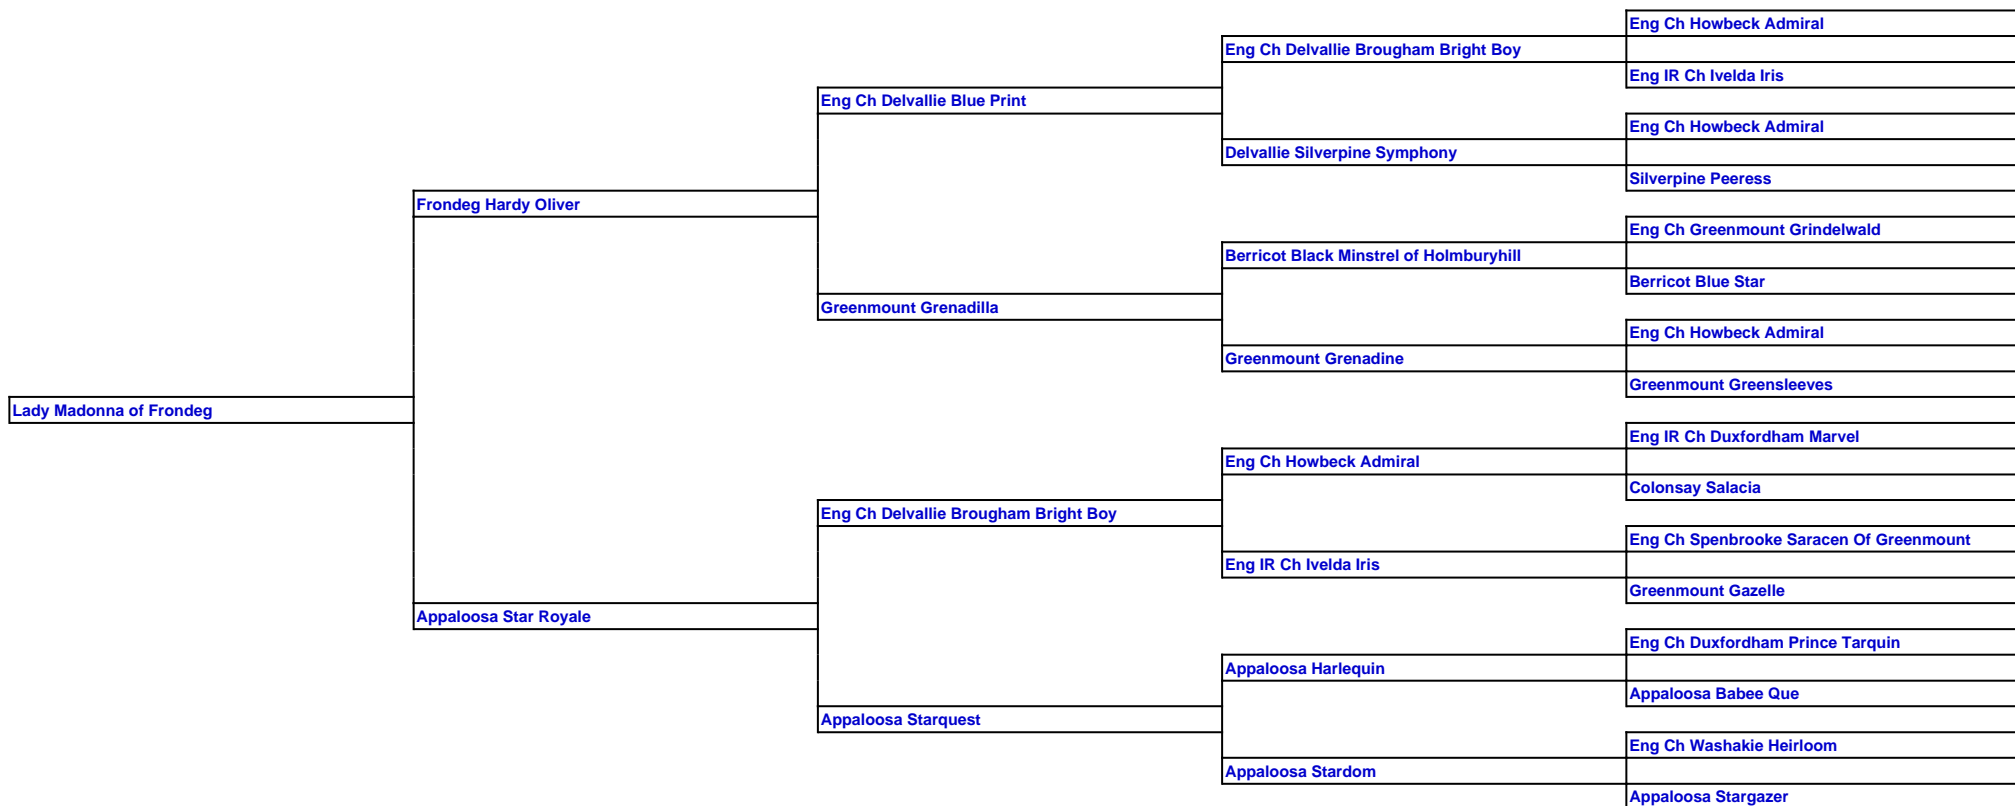 Eng Ch Howbeck Admiral
Eng Ch Delvallie Brougham Bright Boy
Eng IR Ch Ivelda Iris
Eng Ch Delvallie Blue Print
Eng Ch Howbeck Admiral
Delvallie Silverpine Symphony
Silverpine Peeress
Frondeg Hardy Oliver
Eng Ch Greenmount Grindelwald
Berricot Black Minstrel of Holmburyhill
Berricot Blue Star
Greenmount Grenadilla
Eng Ch Howbeck Admiral
Greenmount Grenadine
Greenmount Greensleeves
Lady Madonna of Frondeg
Eng IR Ch Duxfordham Marvel
Eng Ch Howbeck Admiral
Colonsay Salacia
Eng Ch Delvallie Brougham Bright Boy
Eng Ch Spenbrooke Saracen Of Greenmount
Eng IR Ch Ivelda Iris
Greenmount Gazelle
Appaloosa Star Royale
Eng Ch Duxfordham Prince Tarquin
Appaloosa Harlequin
Appaloosa Babee Que
Appaloosa Starquest
Eng Ch Washakie Heirloom
Appaloosa Stardom
Appaloosa Stargazer